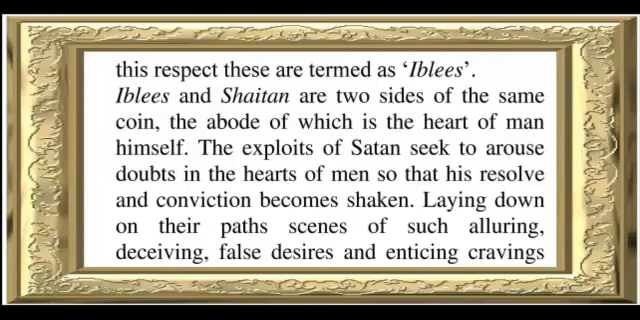 this respect these are termed as ‘Iblees’.
Iblees and Shaitan are two sides of the same
coin, the abode of which is the heart of man
himself. The exploits of Satan seek to arouse
doubts in the hearts of men so that his resolve
and conviction becomes shaken. Laying down
on their paths scenes of such alluring,
deceiving, false desires and enticing cravings